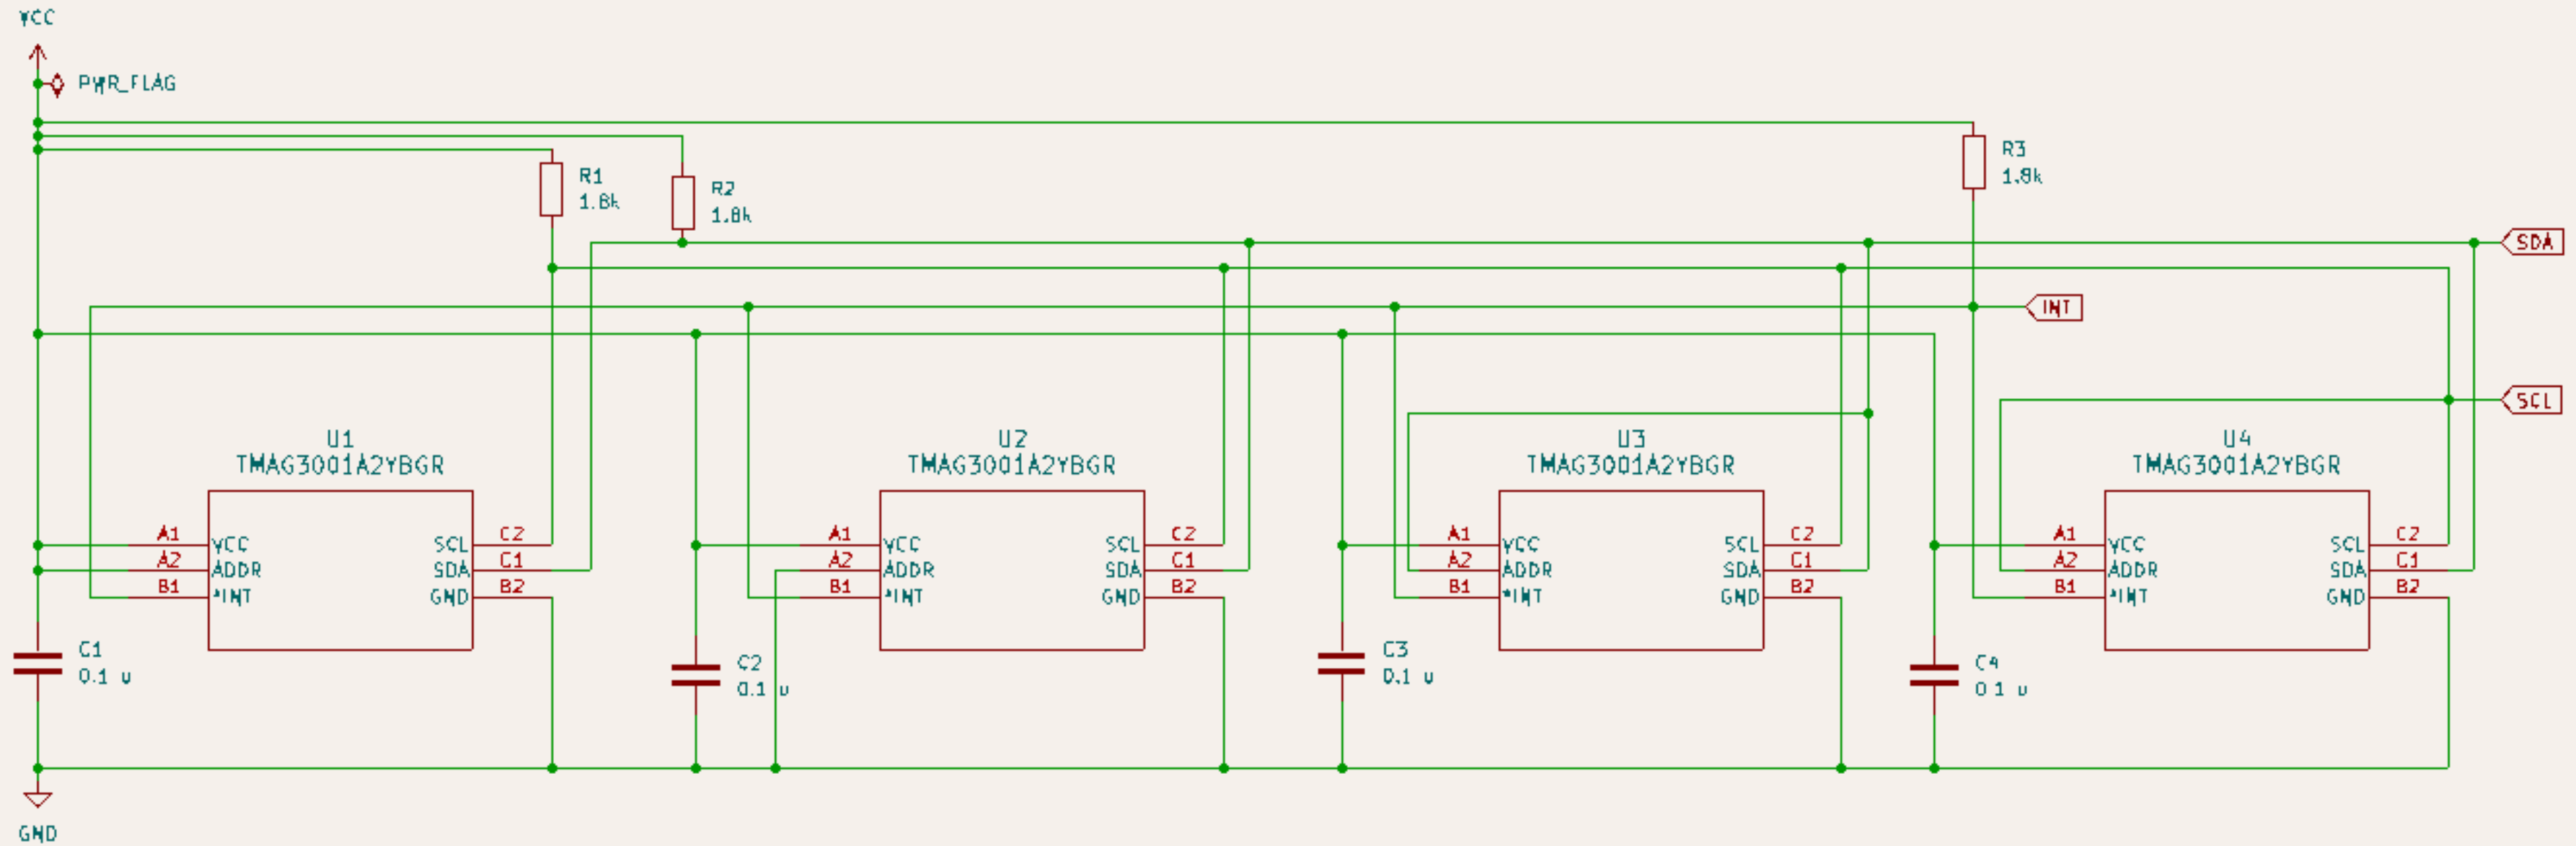 VCC
PWR_FLAG
R1
1.8k
R2
1.8k
R3
1.8k
SDA
INT
SCL
U1
TMAG3001A2YBGR
A1
VCC
A2
ADDR
B1
*INT
C2
SCL
C1
SDA
B2
GND
U2
TMAG3001A2YBGR
A1
VCC
A2
ADDR
B1
*INT
C2
SCL
C1
SDA
B2
GND
U3
TMAG3001A2YBGR
A1
VCC
A2
ADDR
B1
*INT
C2
SCL
C1
SDA
B2
GND
U4
TMAG3001A2YBGR
A1
VCC
A2
ADDR
B1
*INT
C2
SCL
C1
SDA
B2
GND
C1
0.1 u
C2
0.1 u
C3
0.1 u
C4
0.1 u
GND